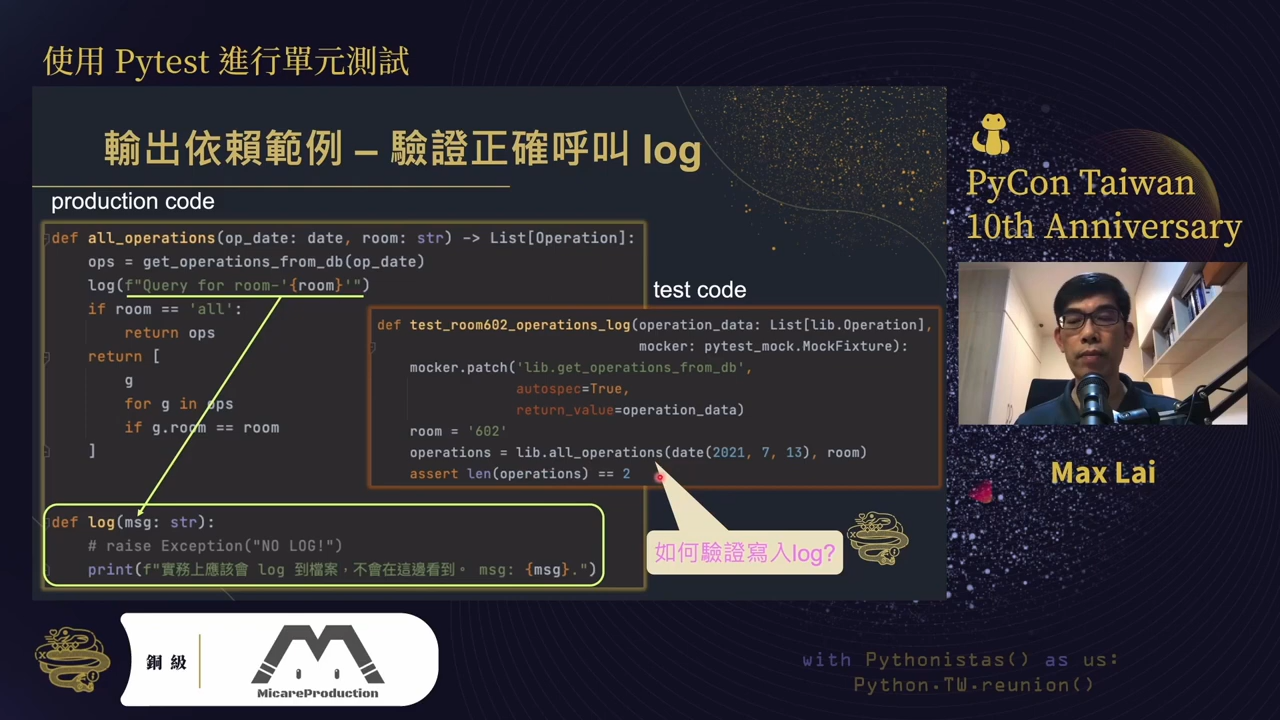 使用 Pytest 進行單元測試
輸出依賴範例 – 驗證正確呼叫 log
production code
def all_operations(op_date: date, room: str) -> List[Operation]:
    ops = get_operations_from_db(op_date)
    log(f"Query for room-'{room}'")
    if room == 'all':
        return ops
    return [
        g
        for g in ops
        if g.room == room
    ]
def log(msg: str):
    # raise Exception("NO LOG!")
    print(f"實務上應該會 log 到檔案，不會在這邊看到。 msg: {msg}.")
test code
def test_room602_operations_log(operation_data: List[lib.Operation],
                                mocker: pytest_mock.MockFixture):
    mocker.patch('lib.get_operations_from_db',
                 autospec=True,
                 return_value=operation_data)
    room = '602'
    operations = lib.all_operations(date(2021, 7, 13), room)
    assert len(operations) == 2
如何驗證寫入log?
PyCon Taiwan
10th Anniversary
Max Lai
銅級
MicareProduction
with Pythonistas() as us:
Python.TW.reunion()